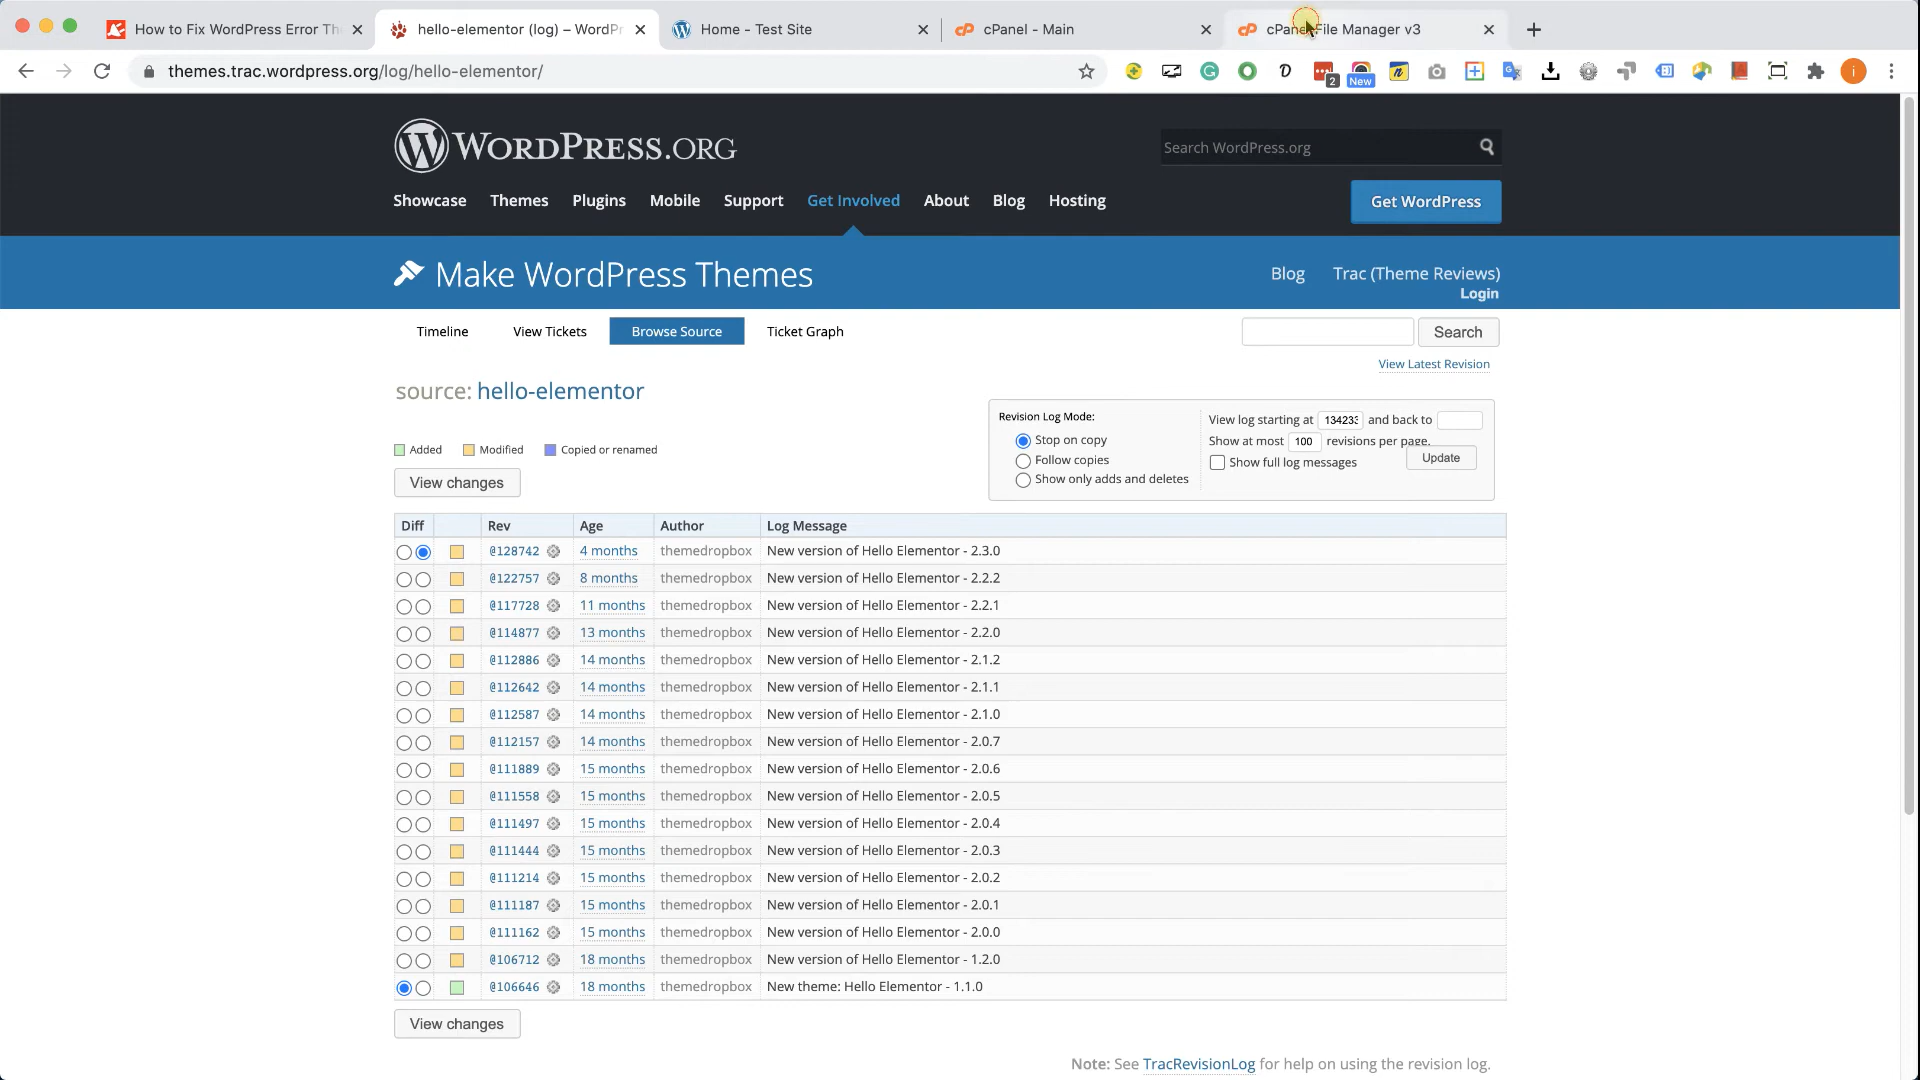 How to Fix WordPress Error Th
hello-elementor (log) – WordPr
Home - Test Site
cPanel - Main
cPanel File Manager v3
themes.trac.wordpress.org/log/hello-elementor/
2
New
i
WORDPRESS.ORG
Search WordPress.org
Showcase Themes Plugins Mobile Support Get Involved About Blog Hosting
Get WordPress
Make WordPress Themes
Blog Trac (Theme Reviews)
Login
Timeline View Tickets Browse Source Ticket Graph
Search
View Latest Revision
source: hello-elementor
Revision Log Mode:
Stop on copy
Follow copies
Show only adds and deletes
View log starting at 134233 and back to
Show at most 100 revisions per page.
Show full log messages
Update
Added Modified Copied or renamed
View changes
Diff Rev Age Author Log Message
@128742 4 months themedropbox New version of Hello Elementor - 2.3.0
@122757 8 months themedropbox New version of Hello Elementor - 2.2.2
@117728 11 months themedropbox New version of Hello Elementor - 2.2.1
@114877 13 months themedropbox New version of Hello Elementor - 2.2.0
@112886 14 months themedropbox New version of Hello Elementor - 2.1.2
@112642 14 months themedropbox New version of Hello Elementor - 2.1.1
@112587 14 months themedropbox New version of Hello Elementor - 2.1.0
@112157 14 months themedropbox New version of Hello Elementor - 2.0.7
@111889 15 months themedropbox New version of Hello Elementor - 2.0.6
@111558 15 months themedropbox New version of Hello Elementor - 2.0.5
@111497 15 months themedropbox New version of Hello Elementor - 2.0.4
@111444 15 months themedropbox New version of Hello Elementor - 2.0.3
@111214 15 months themedropbox New version of Hello Elementor - 2.0.2
@111187 15 months themedropbox New version of Hello Elementor - 2.0.1
@111162 15 months themedropbox New version of Hello Elementor - 2.0.0
@106712 18 months themedropbox New version of Hello Elementor - 1.2.0
@106646 18 months themedropbox New theme: Hello Elementor - 1.1.0
View changes
Note: See TracRevisionLog for help on using the revision log.